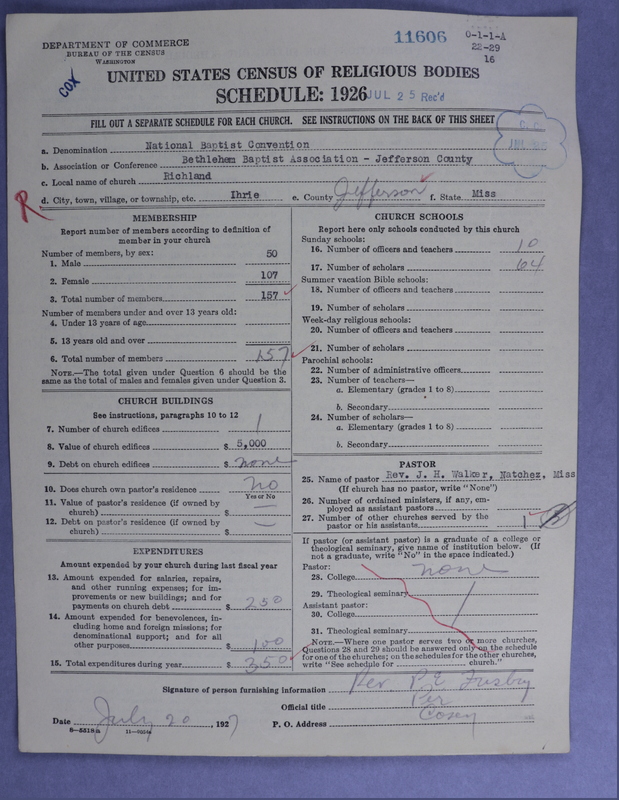 DEPARTMENT OF COMMERCE
BUREAU OF THE CENSUS
WASHINGTON
11606
0-1-1-A
22-29
16
COX
UNITED STATES CENSUS OF RELIGIOUS BODIES
SCHEDULE: 1926
JUL 25 Rec'd
FILL OUT A SEPARATE SCHEDULE FOR EACH CHURCH. SEE INSTRUCTIONS ON THE BACK OF THIS SHEET
a. Denomination National Baptist Convention
b. Association or Conference Bethlehem Baptist Association - Jefferson County
c. Local name of church Richland
d. City, town, village, or township, etc. Ihrie e. County Jefferson f. State Miss
R
MEMBERSHIP
Report number of members according to definition of
member in your church
Number of members, by sex:
1. Male 50
2. Female 107
3. Total number of members 157
Number of members under and over 13 years old:
4. Under 13 years of age
5. 13 years old and over
6. Total number of members 157
NOTE.—The total given under Question 6 should be the
same as the total of males and females given under Question 3.
CHURCH BUILDINGS
See instructions, paragraphs 10 to 12
7. Number of church edifices 1
8. Value of church edifices $ 5,000
9. Debt on church edifices $ none
10. Does church own pastor's residence no
Yes or No
11. Value of pastor's residence (if owned by
church) $
12. Debt on pastor's residence (if owned by
church) $
EXPENDITURES
Amount expended by your church during last fiscal year
13. Amount expended for salaries, repairs,
and other running expenses; for im-
provements or new buildings; and for
payments on church debt $ 250
14. Amount expended for benevolences, in-
cluding home and foreign missions; for
denominational support; and for all
other purposes $ 100
15. Total expenditures during year $ 350
CHURCH SCHOOLS
Report here only schools conducted by this church
Sunday schools:
16. Number of officers and teachers 10
17. Number of scholars 64
Summer vacation Bible schools:
18. Number of officers and teachers
19. Number of scholars
Week-day religious schools:
20. Number of officers and teachers
21. Number of scholars
Parochial schools:
22. Number of administrative officers
23. Number of teachers—
a. Elementary (grades 1 to 8)
b. Secondary
24. Number of scholars—
a. Elementary (grades 1 to 8)
b. Secondary
PASTOR
25. Name of pastor Rev. J. H. Walker, Natchez, Miss
(If church has no pastor, write "None")
26. Number of ordained ministers, if any, em-
ployed as assistant pastors
27. Number of other churches served by the
pastor or his assistants 1
If pastor (or assistant pastor) is a graduate of a college or
theological seminary, give name of institution below. (If
not a graduate, write "No" in the space indicated.)
Pastor:
28. College none
29. Theological seminary
Assistant pastor:
30. College
31. Theological seminary
NOTE.—Where one pastor serves two or more churches,
Questions 28 and 29 should be answered only on the schedule
for one of the churches; on the schedules for the other churches,
write "See schedule for church."
Signature of person furnishing information Rev P. E.
Official title
Date July 20, 1927 P. O. Address
8-5518a